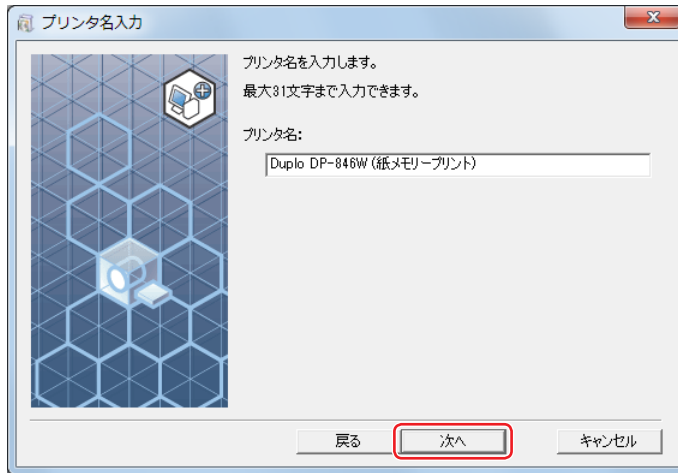 プリンタ名入力
プリンタ名を入力します。
最大31文字まで入力できます。
プリンタ名:
Duplo DP-846W (紙メモリープリント)
戻る
次へ
キャンセル